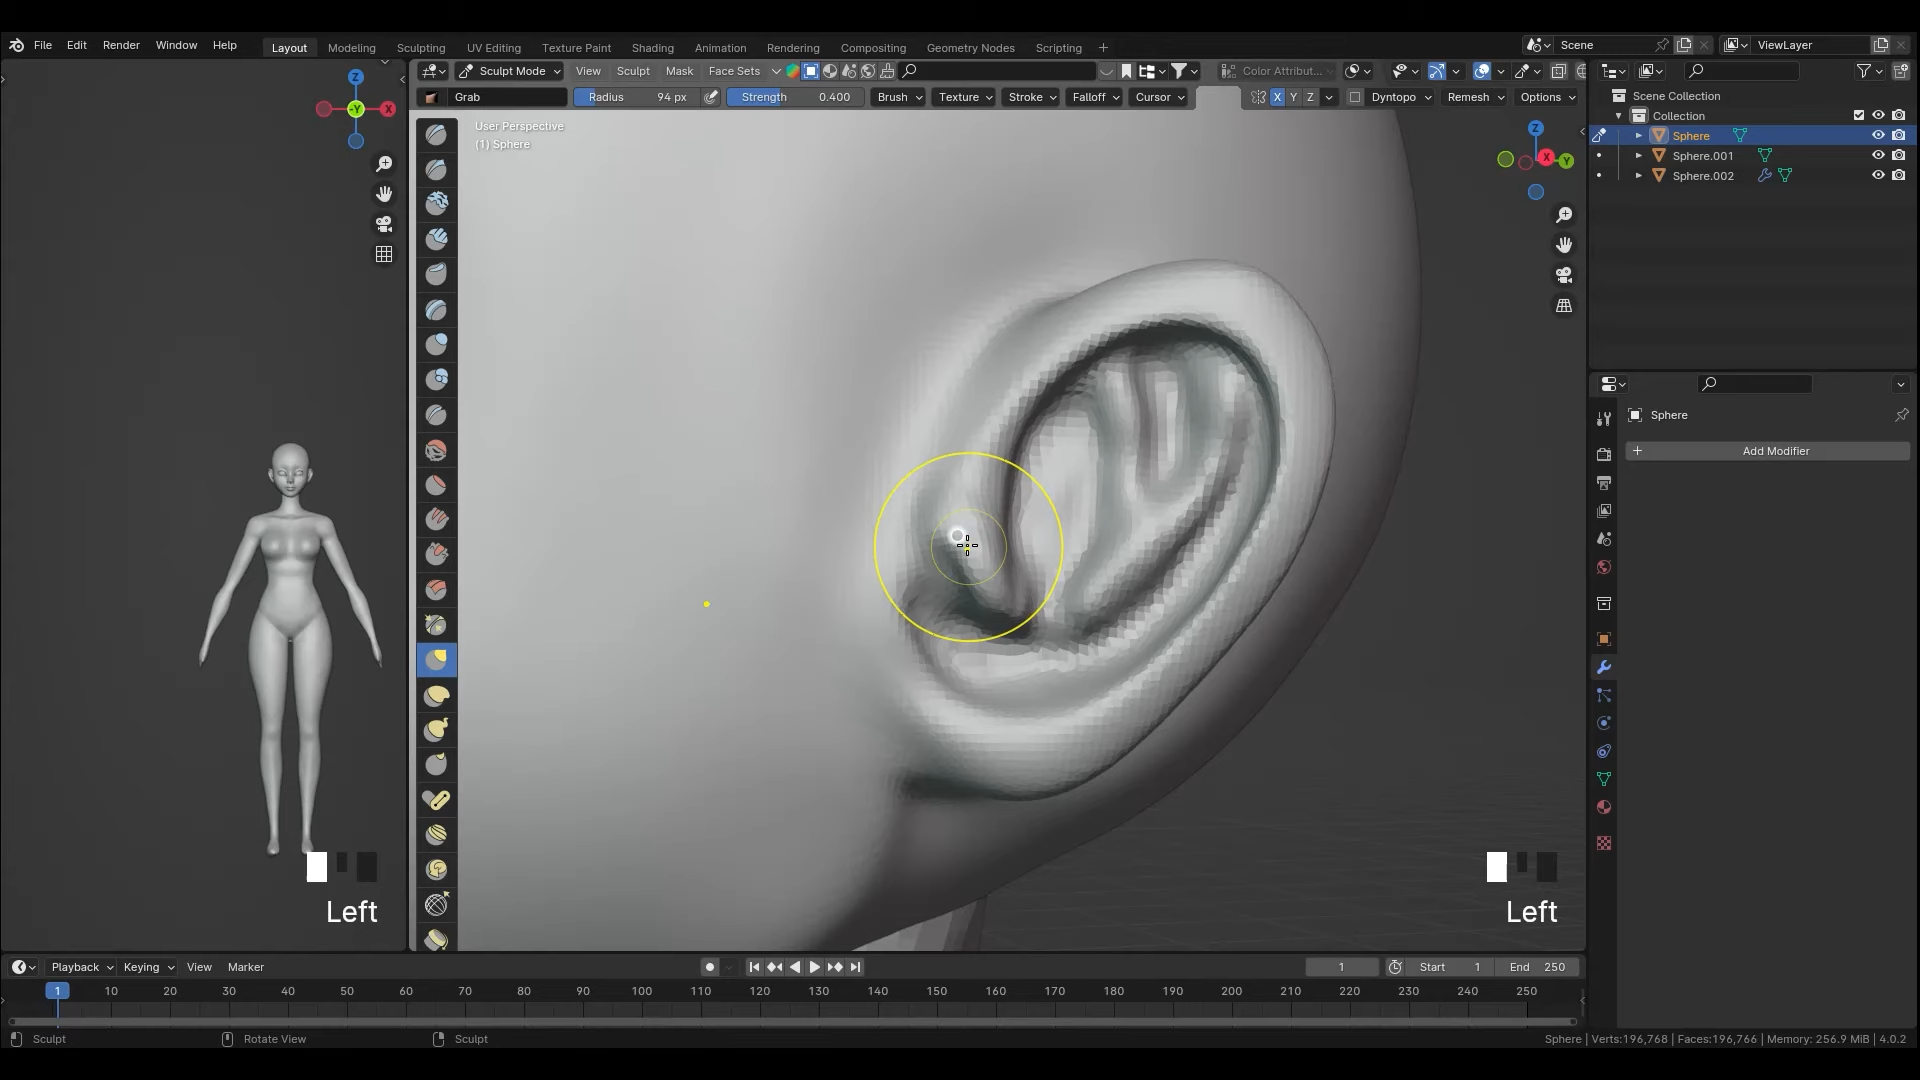 File Edit Render Window Help Layout Modeling Sculpting UV Editing Texture Paint Shading Animation Rendering Compositing Geometry Nodes Scripting + Scene ViewLayer
Sculpt Mode View Sculpt Mask Face Sets Color Attribut...
Grab Radius 94 px Strength 0.400 Brush Texture Stroke Falloff Cursor X Y Z Dyntopo Remesh Options
Scene Collection
Collection
Sphere
Sphere.001
Sphere.002
Z
-Y X
User Perspective
(1) Sphere
Z
X Y
Sphere
+ Add Modifier
Left
Left
Playback Keying View Marker 1 Start 1 End 250
1 10 20 30 40 50 60 70 80 90 100 110 120 130 140 150 160 170 180 190 200 210 220 230 240 250
Sculpt Rotate View Sculpt Sphere | Verts:196,768 | Faces:196,766 | Memory: 256.9 MiB | 4.0.2